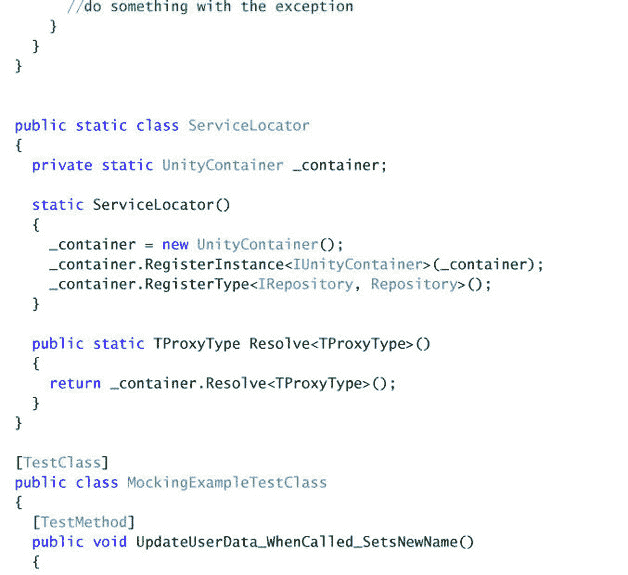 //do something with the exception
}
}
}
public static class ServiceLocator
{
private static UnityContainer _container;
static ServiceLocator()
{
_container = new UnityContainer();
_container.RegisterInstance<IUnityContainer>(_container);
_container.RegisterType<IRepository, Repository>();
}
public static TProxyType Resolve<TProxyType>()
{
return _container.Resolve<TProxyType>();
}
}
[TestClass]
public class MockingExampleTestClass
{
[TestMethod]
public void UpdateUserData_WhenCalled_SetsNewName()
{